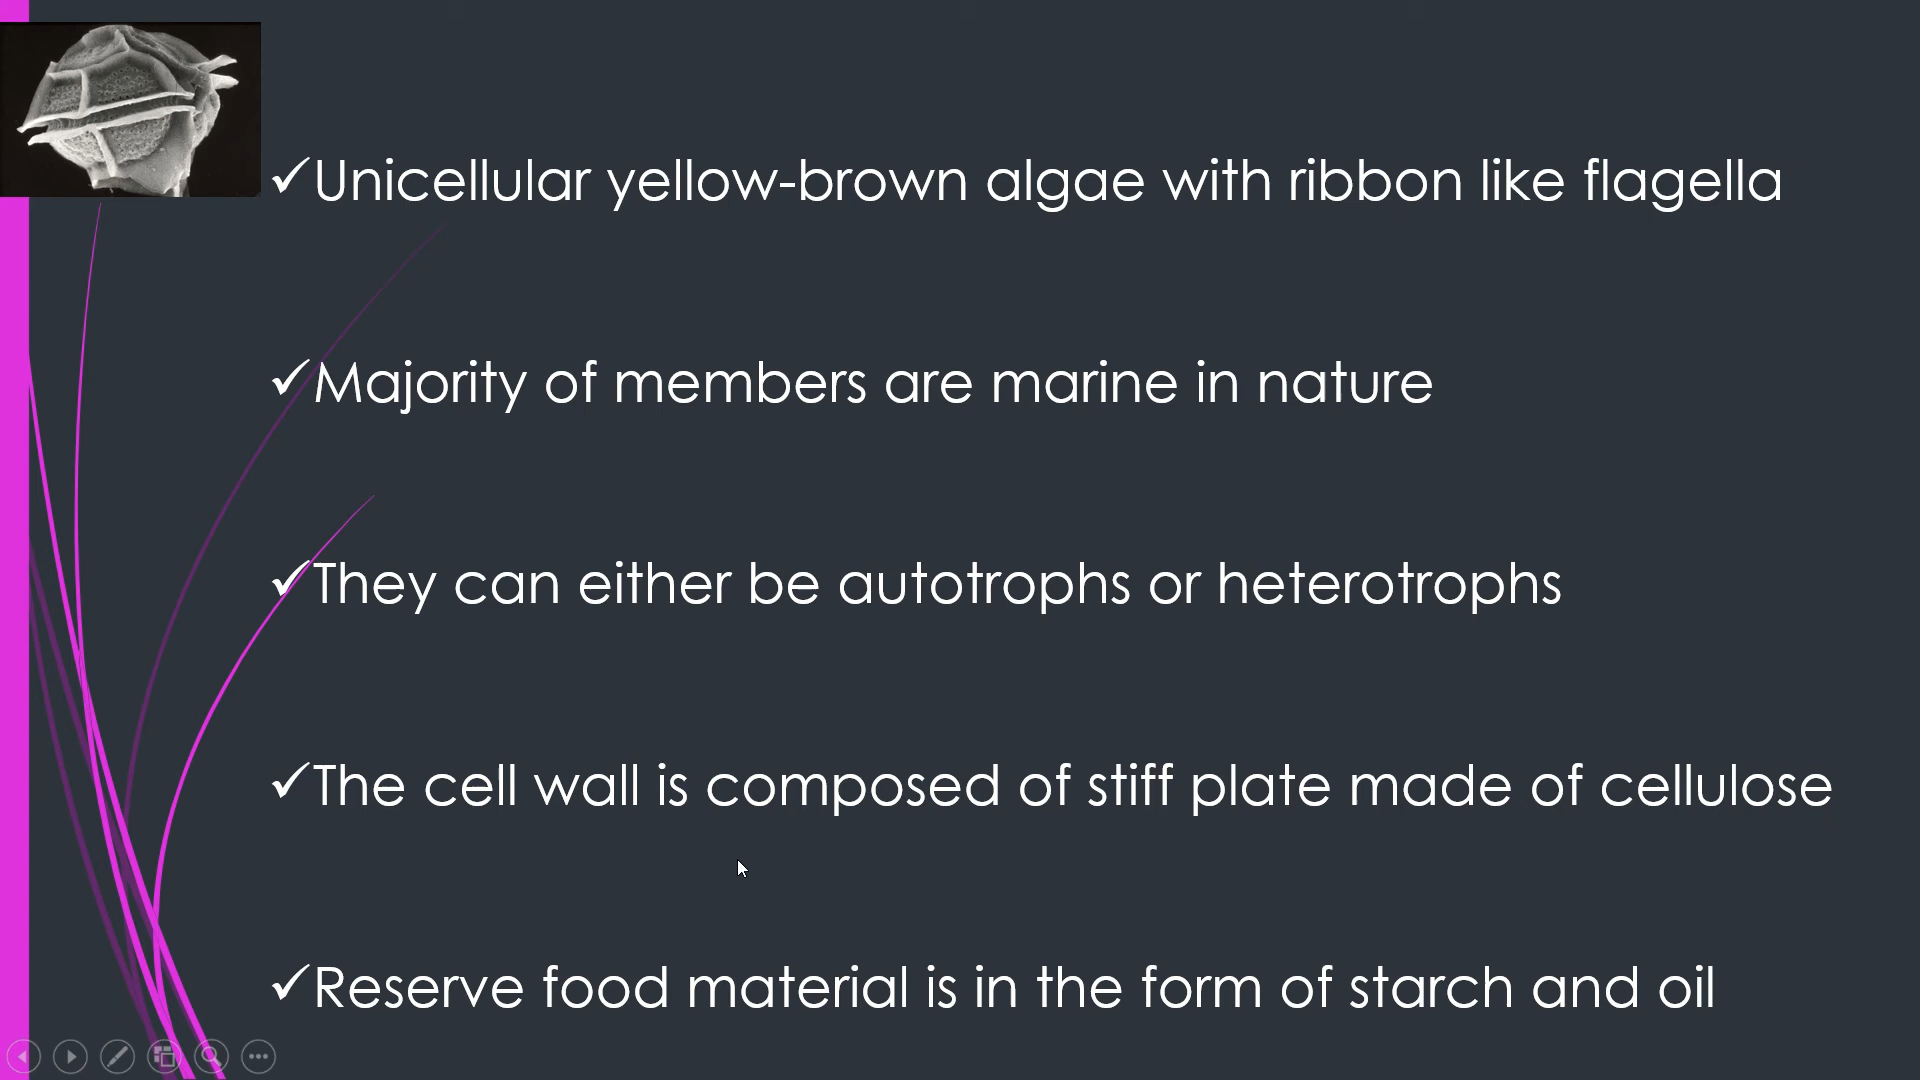 ✓Unicellular yellow-brown algae with ribbon like flagella
✓Majority of members are marine in nature
✓They can either be autotrophs or heterotrophs
✓The cell wall is composed of stiff plate made of cellulose
✓Reserve food material is in the form of starch and oil